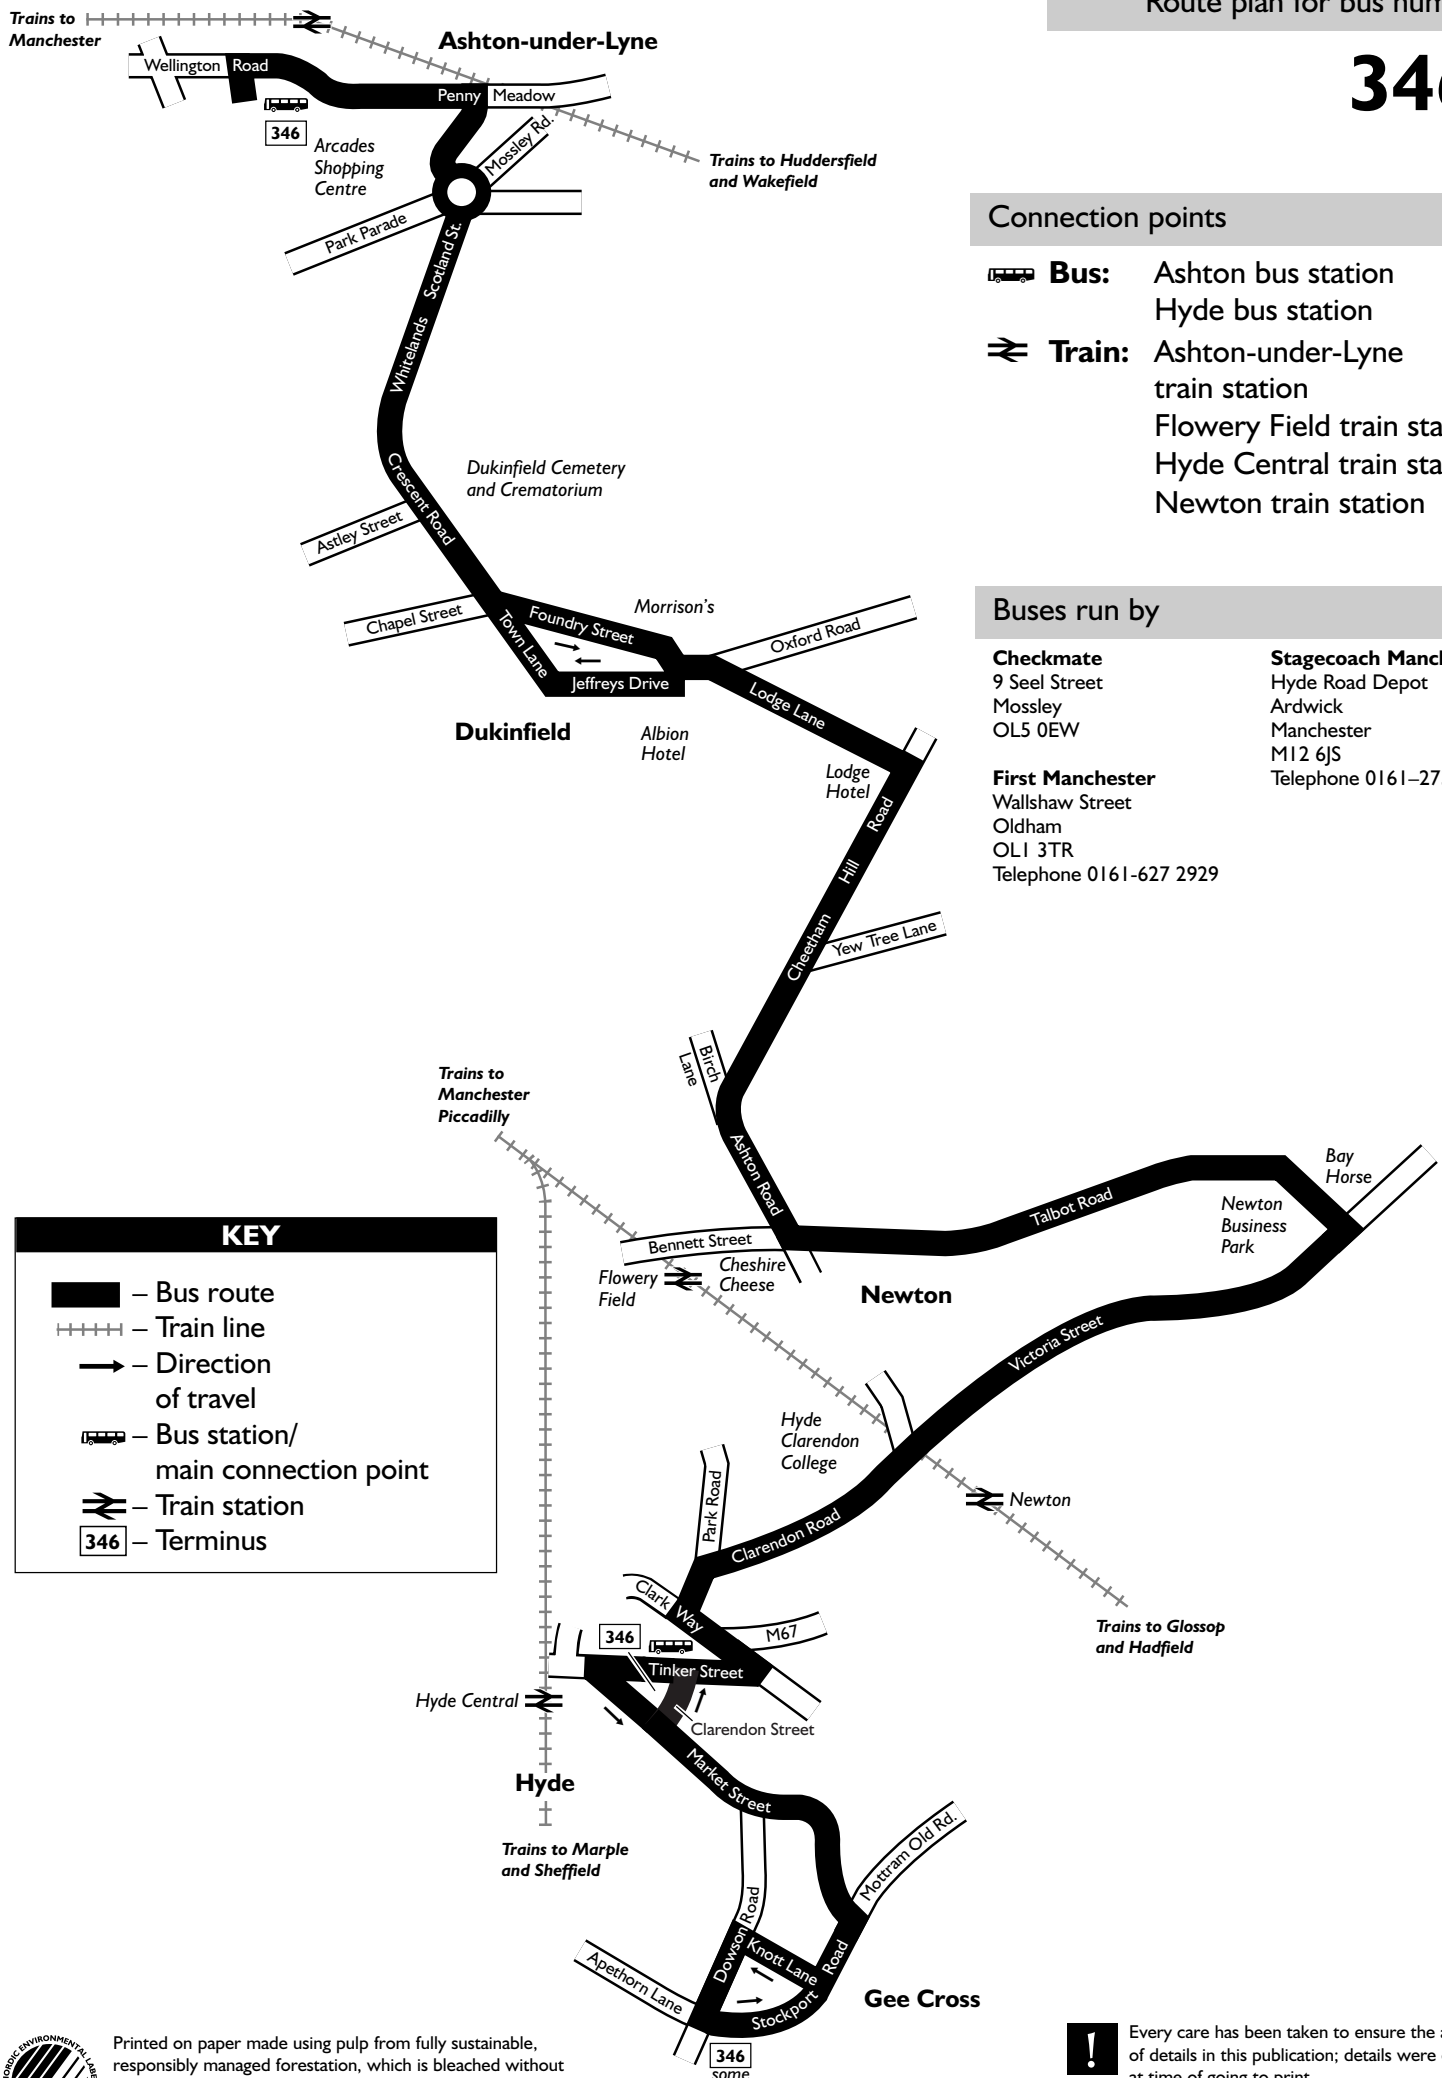 Route plan for bus
346
Trains to
Manchester
Ashton-under-Lyne
Wellington Road
Penny Meadow
346
Arcades
Shopping
Centre
Mossley Rd.
Trains to Huddersfield
and Wakefield
Park Parade
Scotland St.
Whitelands
Crescent Road
Dukinfield Cemetery
and Crematorium
Astley Street
Chapel Street
Town Lane
Foundry Street
Morrison's
Jeffreys Drive
Oxford Road
Lodge Lane
Dukinfield
Albion
Hotel
Lodge
Hotel
Cheetham Hill Road
Yew Tree Lane
Birch
Lane
Ashton Road
Connection points
Bus: Ashton bus station
Hyde bus station
Train: Ashton-under-Lyne
train station
Flowery Field train
Hyde Central train
Newton train station
Buses run by
Checkmate
9 Seel Street
Mossley
OL5 0EW
First Manchester
Wallshaw Street
Oldham
OL1 3TR
Telephone 0161-627 2929
Stagecoach
Hyde Road Depot
Ardwick
Manchester
M12 6JS
Telephone 0161–27
Trains to
Manchester
Piccadilly
Bennett Street
Cheshire
Cheese
Flowery
Field
Newton
Talbot Road
Bay
Horse
Newton
Business
Park
Victoria Street
Hyde
Clarendon
College
Newton
Trains to Glossop
and Hadfield
Park Road
Clarendon Road
Clark Way
M67
346
Tinker Street
Hyde Central
Clarendon Street
Market Street
Hyde
Trains to Marple
and Sheffield
Mottram Old Rd.
Dowson Road
Knott Lane
Stockport Road
Apethorn Lane
Gee Cross
346
some
KEY
– Bus route
– Train line
– Direction
of travel
– Bus station/
main connection point
– Train station
346 – Terminus
NORDIC ENVIRONMENTAL
Printed on paper made using pulp from fully sustainable,
responsibly managed forestation, which is bleached without
!
Every care has been taken to ensure the
of details in this publication; details were
at time of going to print